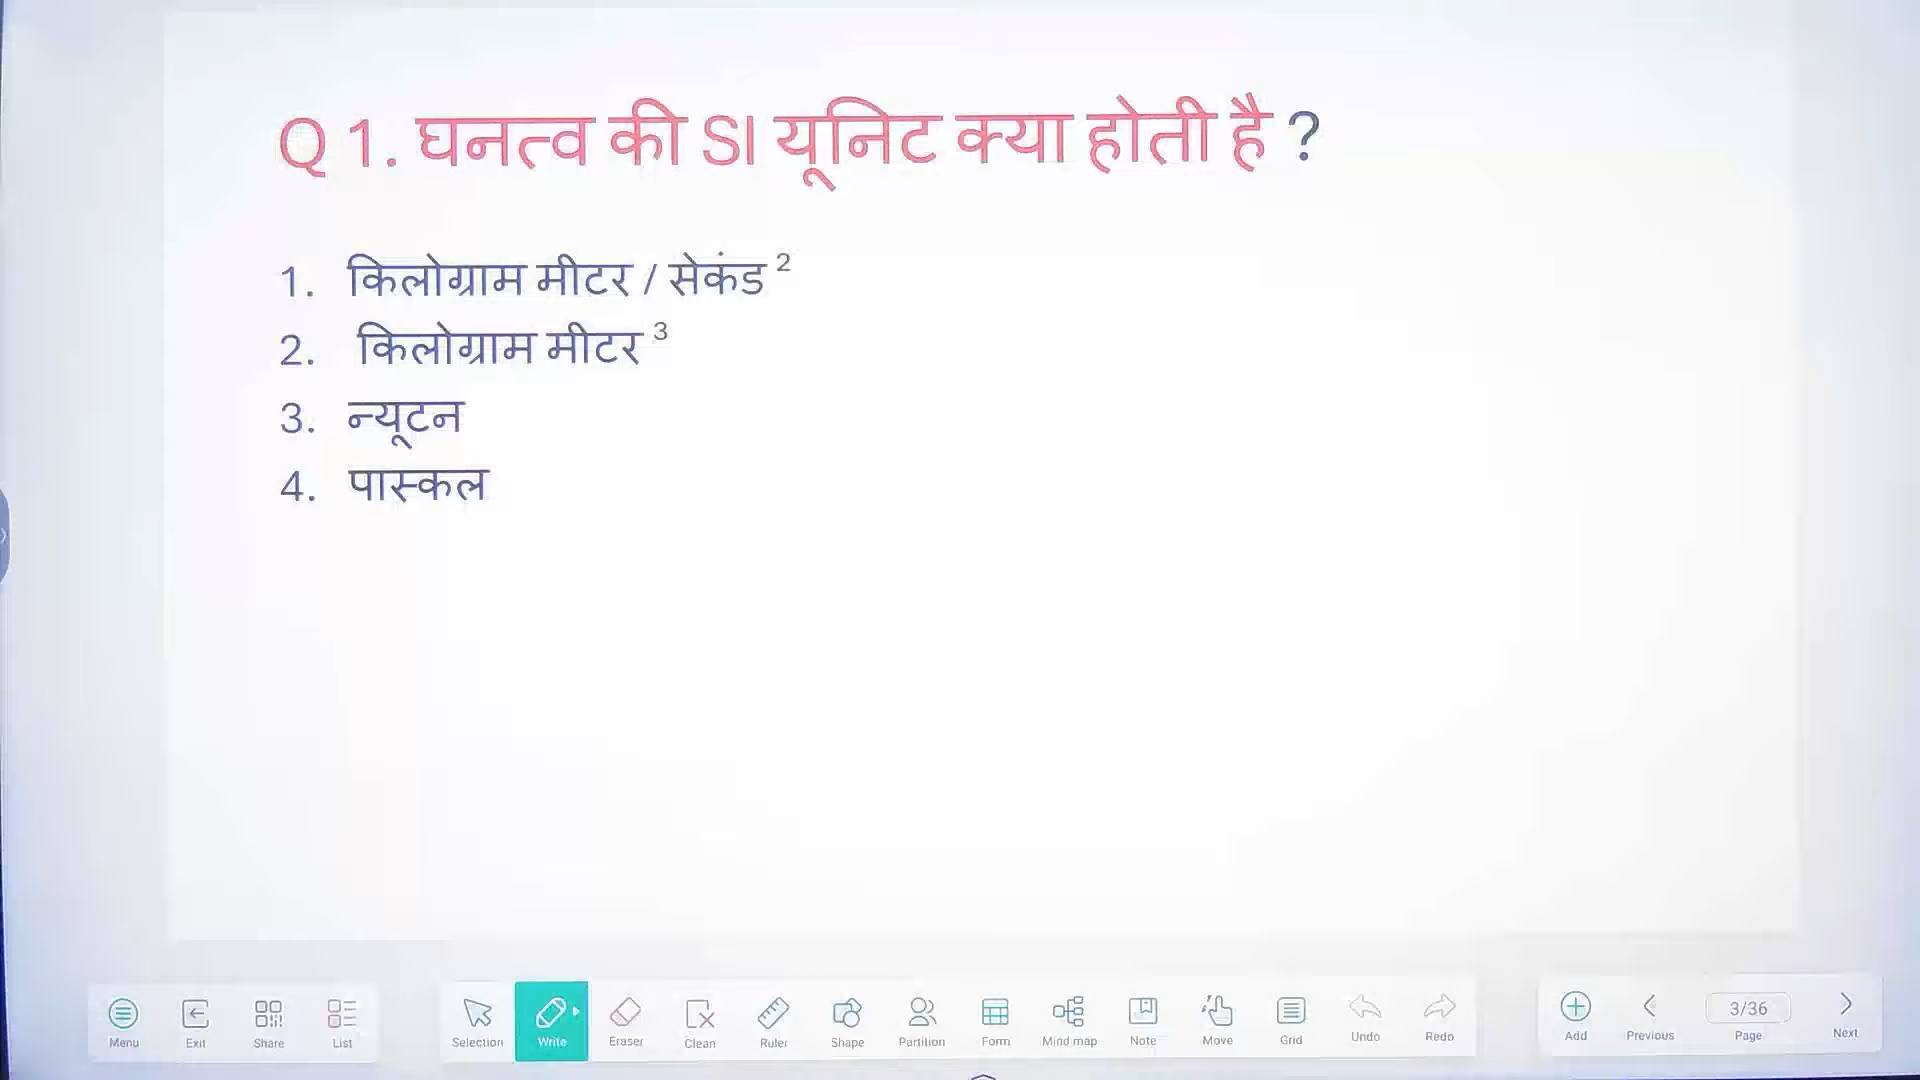 Q 1. घनत्व की SI यूनिट क्या होती है ?
1. किलोग्राम मीटर / सेकंड ²
2. किलोग्राम मीटर ³
3. न्यूटन
4. पास्कल
Menu Exit Share List Selection Write Eraser Clean Ruler Shape Partition Form Mind map Note Move Grid Undo Redo Add Previous 3/36 Page Next